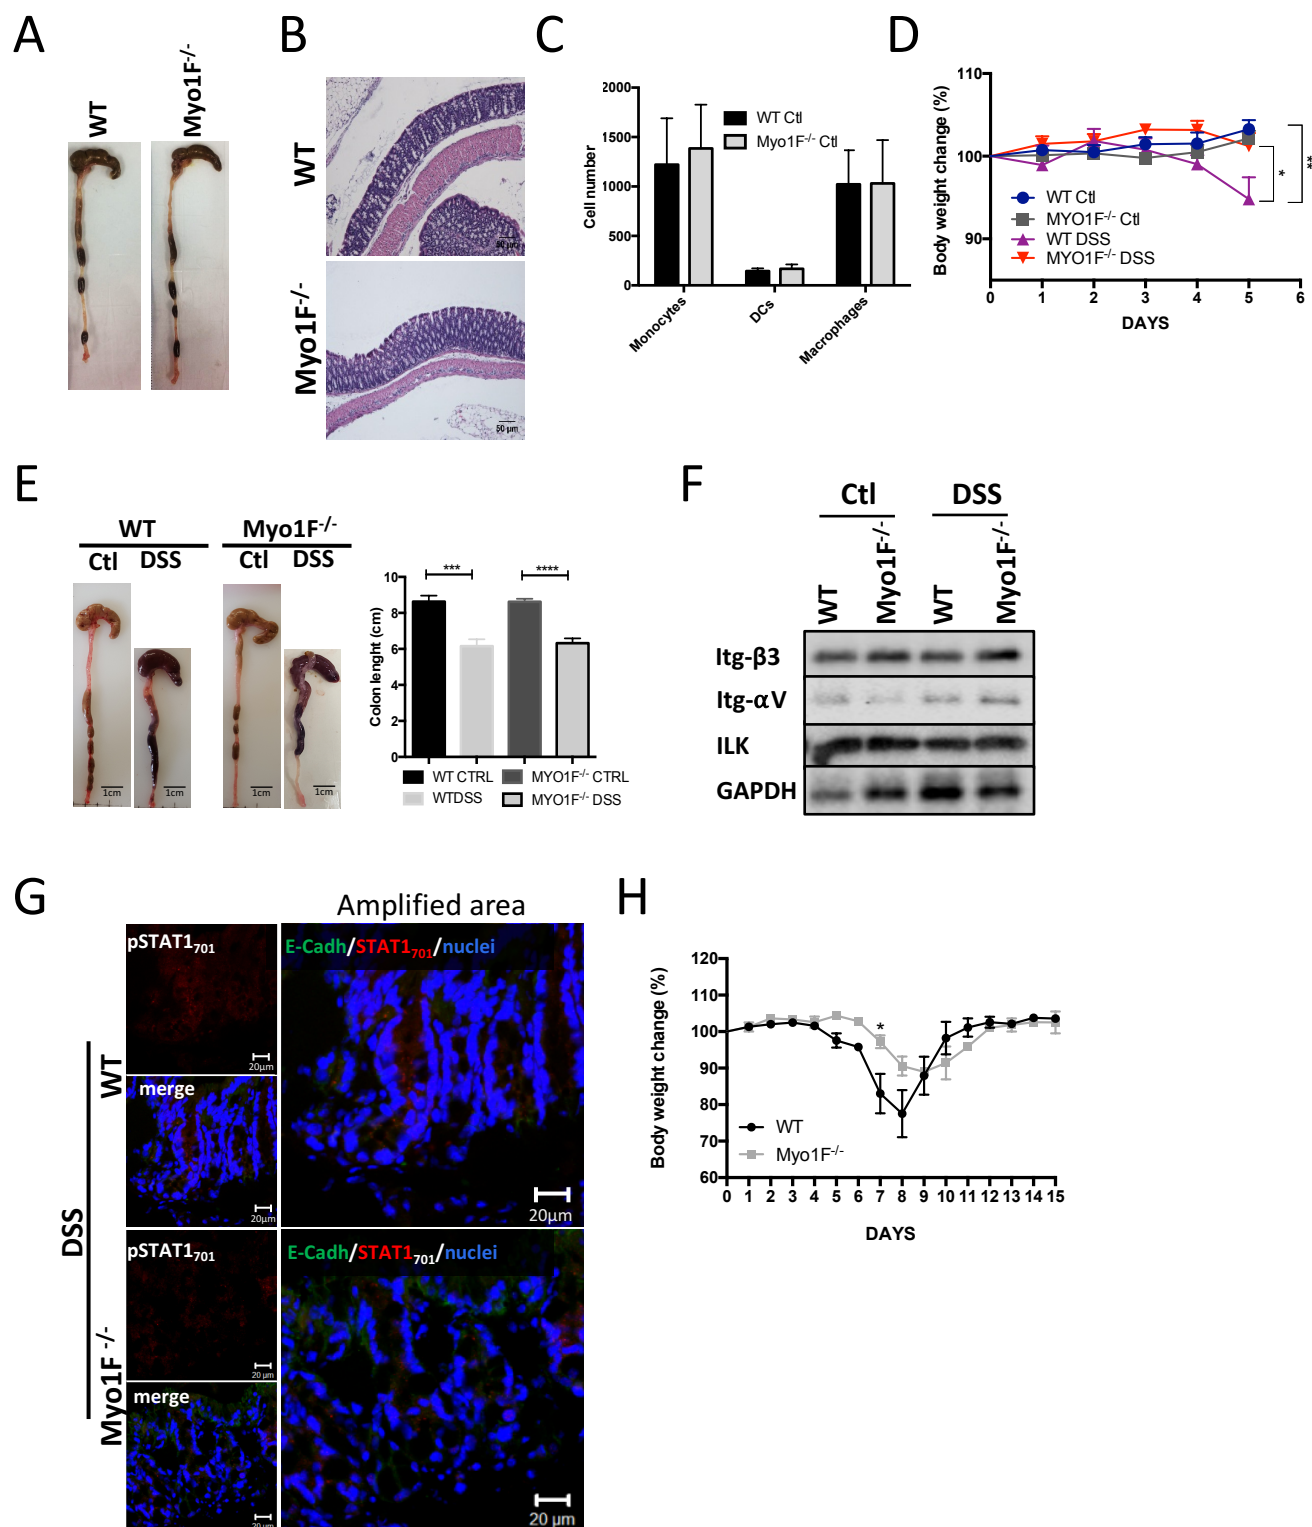 A
WT
Myo1F-/-
B
WT
50 µm
Myo1F-/-
50 µm
C
2000
1500
1000
500
0
Cell number
WT Ctl
Myo1F-/- Ctl
Monocytes
DCs
Macrophages
D
110
100
90
Body weight change (%)
WT Ctl
MYO1F-/- Ctl
WT DSS
MYO1F-/- DSS
*
**
0 1 2 3 4 5 6
DAYS
E
WT
Myo1F-/-
Ctl DSS
Ctl DSS
1cm
1cm
1cm
1cm
***
****
10
8
6
4
2
0
Colon lenght (cm)
WT CTRL
MYO1F-/- CTRL
WTDSS
MYO1F-/- DSS
F
Ctl
DSS
WT
Myo1F-/-
WT
Myo1F-/-
Itg-β3
Itg-αV
ILK
GAPDH
G
Amplified area
DSS
WT
pSTAT1701
20µm
merge
20µm
E-Cadh/STAT1701/nuclei
20µm
Myo1F -/-
pSTAT1701
20 µm
merge
20 µm
E-Cadh/STAT1701/nuclei
20 µm
H
120
110
100
90
80
70
60
Body weight change (%)
*
WT
Myo1F-/-
0 1 2 3 4 5 6 7 8 9 10 11 12 13 14 15
DAYS